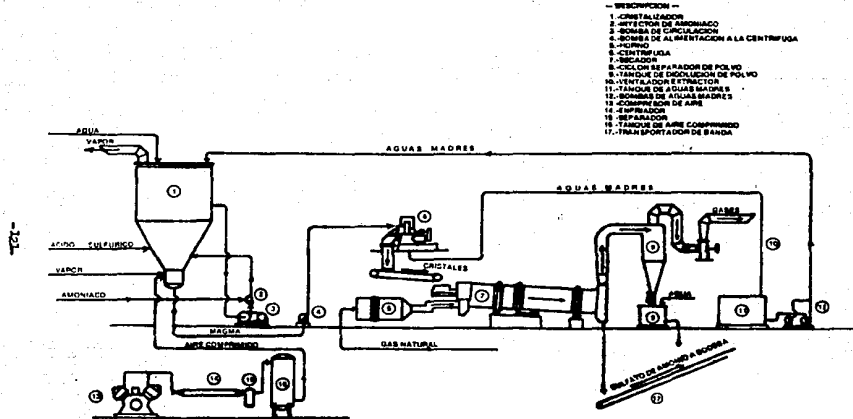 — DESCRIPCION —
1.-CRISTALIZADOR
2.-INYECTOR DE AMONIACO
3.-BOMBA DE CIRCULACION
4.-BOMBA DE ALIMENTACION A LA CENTRIFUGA
5.-HORNO
6.-CENTRIFUGA
7.-SECADOR
8.-CICLON SEPARADOR DE POLVO
9.-TANQUE DE DISOLUCION DE POLVO
10.-VENTILADOR EXTRACTOR
11.-TANQUE DE AGUAS MADRES
12.-BOMBAS DE AGUAS MADRES
13.-COMPRESOR DE AIRE
14.-ENFRIADOR
15.-SEPARADOR
16.-TANQUE DE AIRE COMPRIMIDO
17.-TRANSPORTADOR DE BANDA
AGUA
VAPOR
AGUAS MADRES
AGUAS MADRES
GASES
1
6
8
10
ACIDO SULFURICO
CRISTALES
VAPOR
AMONIACO
2
3
4
5
7
AGUA
9
11
12
MAGMA
AIRE COMPRIMIDO
GAS NATURAL
SULFATO DE AMONIO A BODEGA
13
14
15
16
17